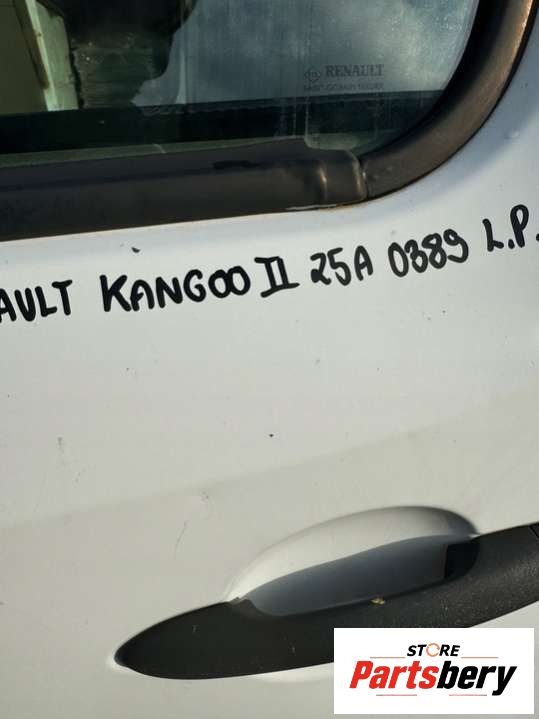 RENAULT
AULT KANGOO II 25A 0389 L.P.
STORE
Partsbery